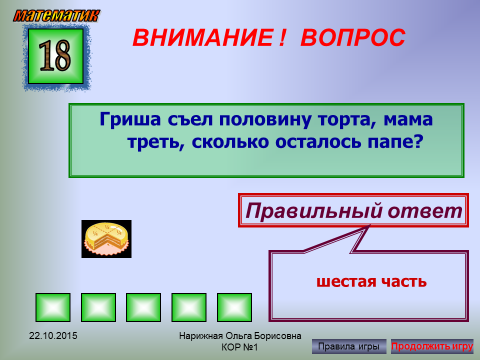 математик
18
ВНИМАНИЕ ! ВОПРОС
Гриша съел половину торта, мама
треть, сколько осталось папе?
Правильный ответ
шестая часть
22.10.2015
Нарижная Ольга Борисовна
КОР №1
Правила игры
Продолжить игру